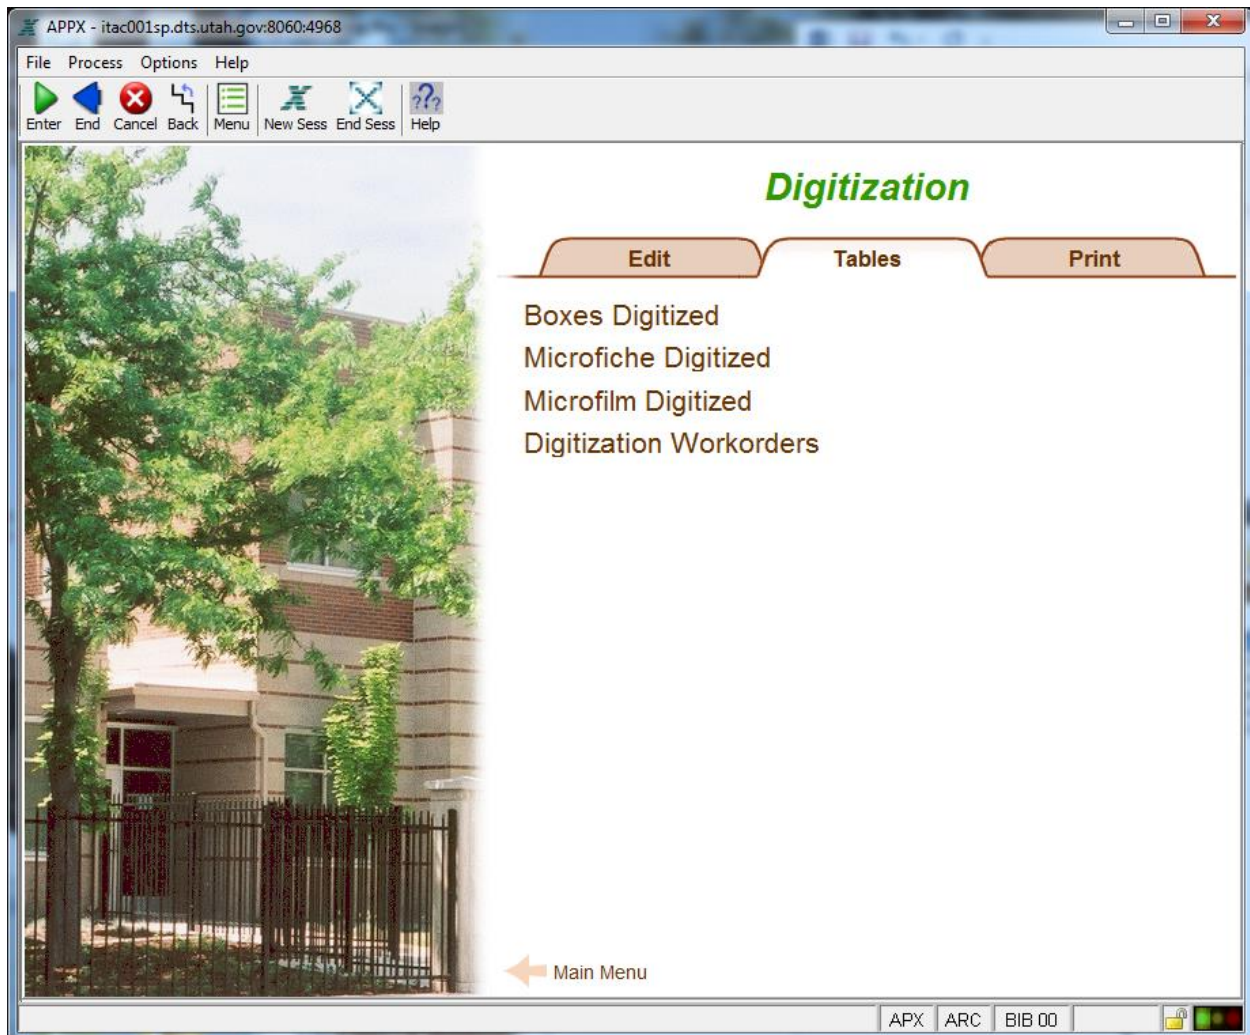 APPX - itac001sp.dts.utah.gov:8060:4968
File Process Options Help
Enter End Cancel Back Menu New Sess End Sess Help
Digitization
Edit Tables Print
Boxes Digitized
Microfiche Digitized
Microfilm Digitized
Digitization Workorders
Main Menu
APX ARC BIB 00